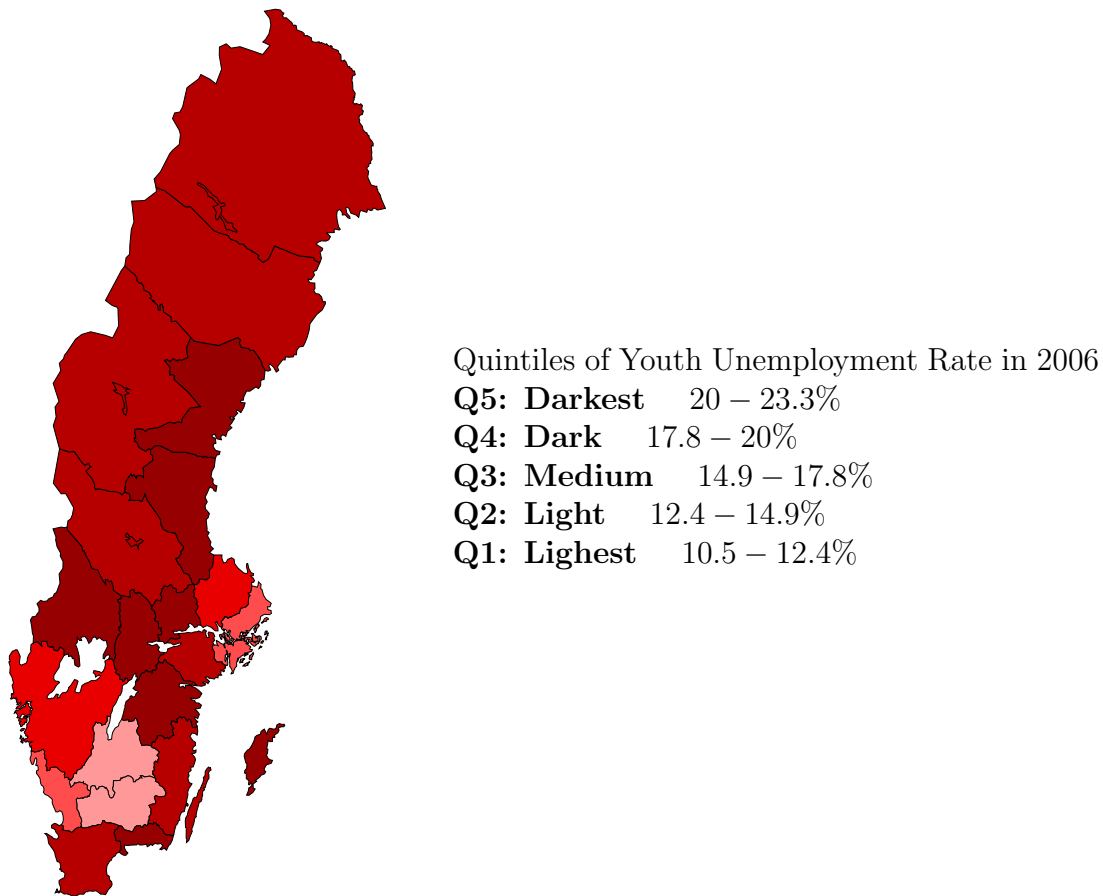 Quintiles of Youth Unemployment Rate in 2006
Q5: Darkest 20 – 23.3%
Q4: Dark 17.8 – 20%
Q3: Medium 14.9 – 17.8%
Q2: Light 12.4 – 14.9%
Q1: Lighest 10.5 – 12.4%